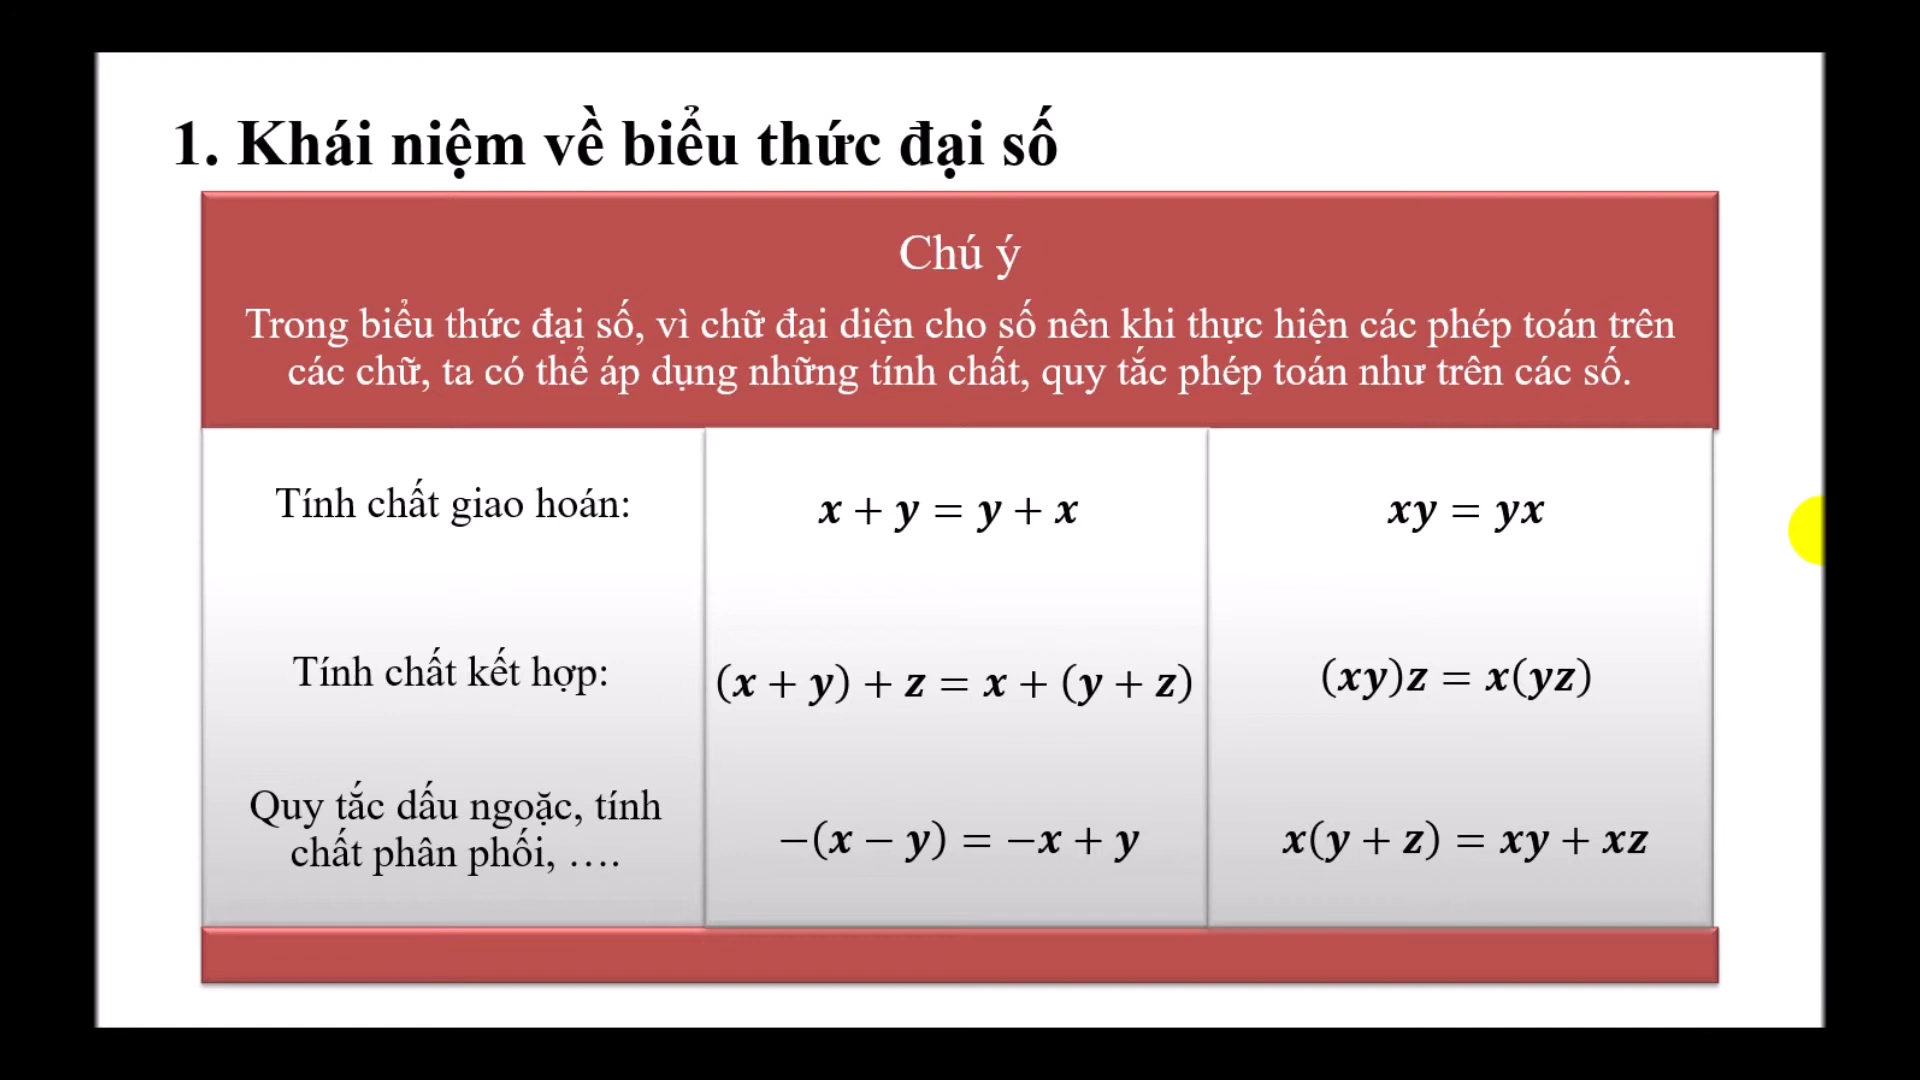 1. Khái niệm về biểu thức đại số
Chú ý
Trong biểu thức đại số, vì chữ đại diện cho số nên khi thực hiện các phép toán trên
các chữ, ta có thể áp dụng những tính chất, quy tắc phép toán như trên các số.
Tính chất giao hoán:
x + y = y + x
xy = yx
Tính chất kết hợp:
(x + y) + z = x + (y + z)
(xy)z = x(yz)
Quy tắc dấu ngoặc, tính
chất phân phối, ….
−(x − y) = −x + y
x(y + z) = xy + xz